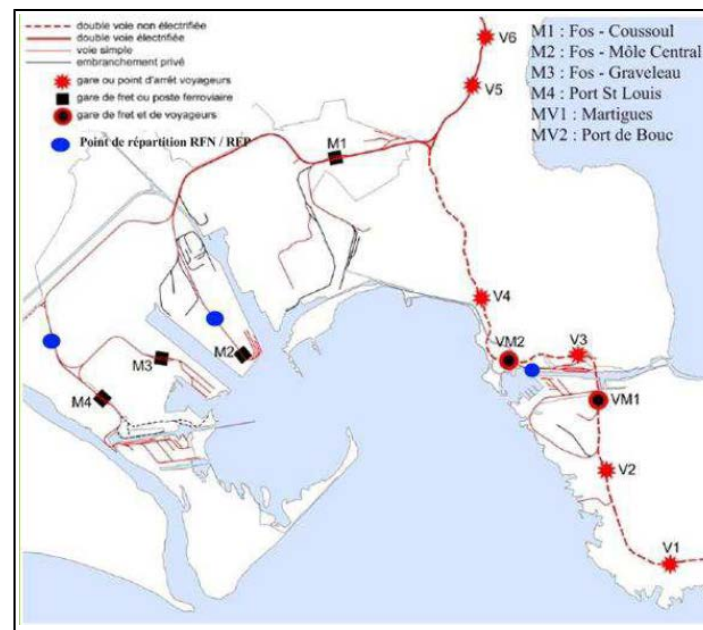 double voie non électrifiée
double voie électrifiée
voie simple
embranchement privé
gare ou point d'arrêt voyageurs
gare de fret ou poste ferroviaire
gare de fret et de voyageurs
Point de répartition RFN / REP
M1 : Fos - Coussoul
M2 : Fos - Môle Central
M3 : Fos - Graveleau
M4 : Port St Louis
MV1 : Martigues
MV2 : Port de Bouc
V6
V5
M1
V4
VM2
V3
M2
M3
M4
VM1
V2
V1